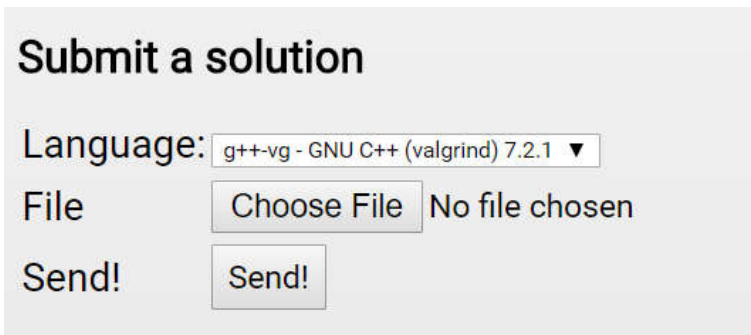 Submit a solution
Language: g++-vg - GNU C++ (valgrind) 7.2.1 ▼
File Choose File No file chosen
Send! Send!